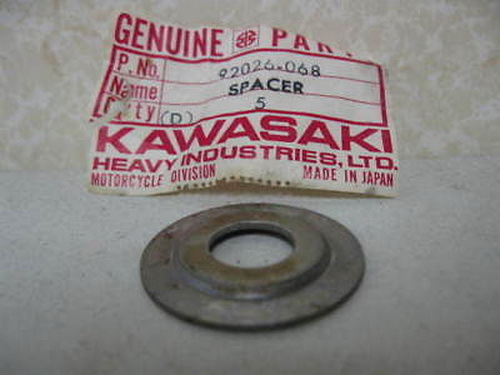 GENUINE PAR
P. No. 92026-068
Name SPACER
Q'ty (D) 5
KAWASAKI
HEAVY INDUSTRIES, LTD.
MOTORCYCLE DIVISION MADE IN JAPAN